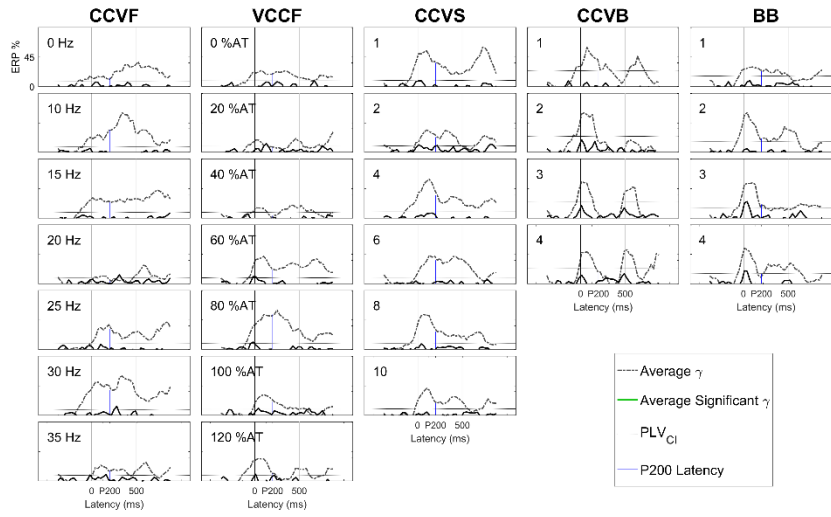 CCVF VCCF CCVS CCVB BB
ERP %
45
0
0 Hz 0 %AT 1 1 1
10 Hz 20 %AT 2 2 2
15 Hz 40 %AT 4 3 3
20 Hz 60 %AT 6 4 4
0 P200 500 0 P200 500
Latency (ms) Latency (ms)
25 Hz 80 %AT 8
30 Hz 100 %AT 10
0 P200 500
Latency (ms)
35 Hz 120 %AT
0 P200 500 0 P200 500
Latency (ms) Latency (ms)
Average γ
Average Significant γ
PLVCI
P200 Latency